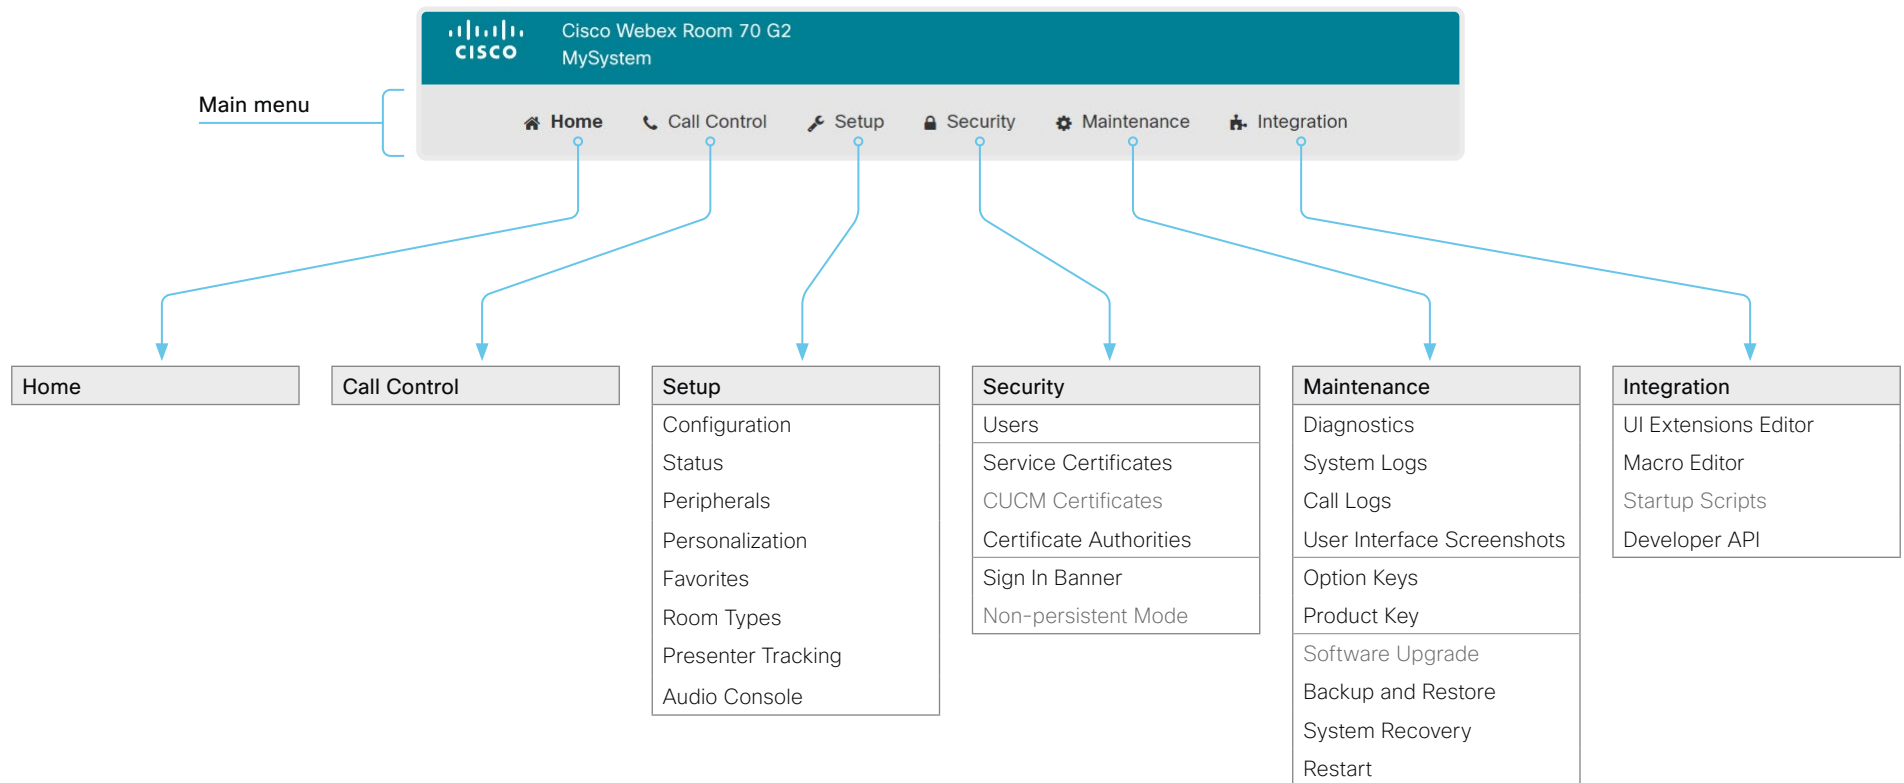 CISCO
Cisco Webex Room 70 G2
MySystem
Main menu
Home Call Control Setup Security Maintenance Integration
Home
Call Control
Setup
Configuration
Status
Peripherals
Personalization
Favorites
Room Types
Presenter Tracking
Audio Console
Security
Users
Service Certificates
CUCM Certificates
Certificate Authorities
Sign In Banner
Non-persistent Mode
Maintenance
Diagnostics
System Logs
Call Logs
User Interface Screenshots
Option Keys
Product Key
Software Upgrade
Backup and Restore
System Recovery
Restart
Integration
UI Extensions Editor
Macro Editor
Startup Scripts
Developer API